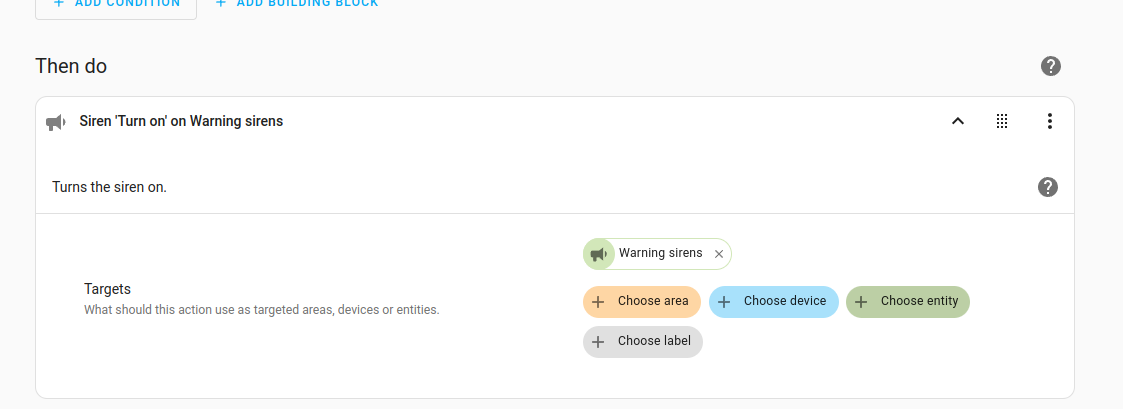 ADD CONDITION ADD BUILDING BLOCK
Then do
Siren 'Turn on' on Warning sirens
Turns the siren on.
Warning sirens
Targets
What should this action use as targeted areas, devices or entities.
Choose area Choose device Choose entity
Choose label